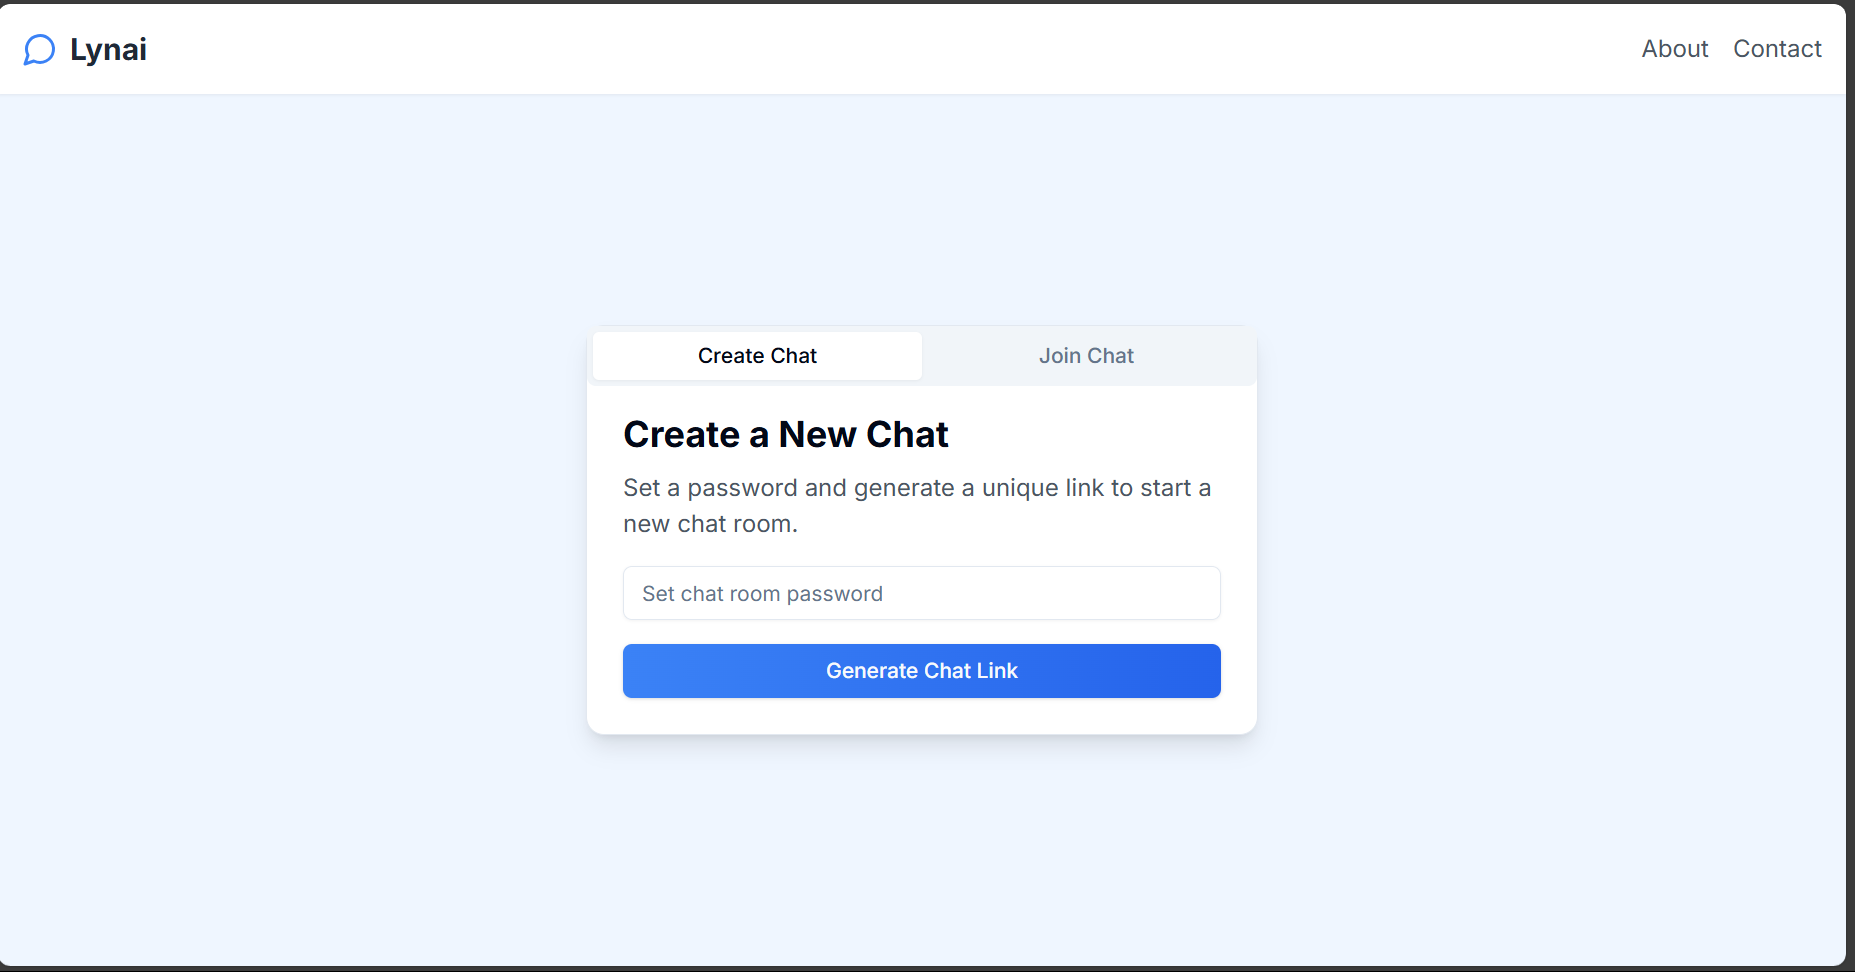 Lynai
About Contact
Create Chat
Join Chat
Create a New Chat
Set a password and generate a unique link to start a
new chat room.
Set chat room password
Generate Chat Link